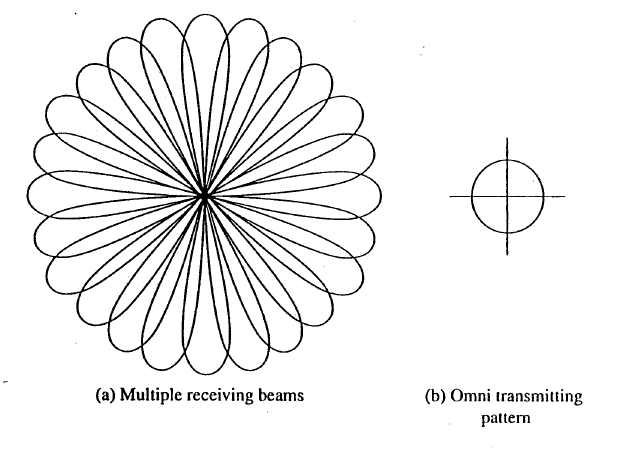 (a) Multiple receiving beams
(b) Omni transmitting
pattern